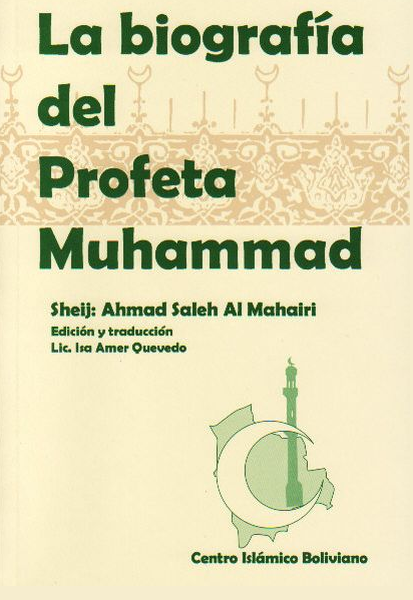 La biografía
del
Profeta
Muhammad
Sheij: Ahmad Saleh Al Mahairi
Edición y traducción
Lic. Isa Amer Quevedo
Centro Islámico Boliviano